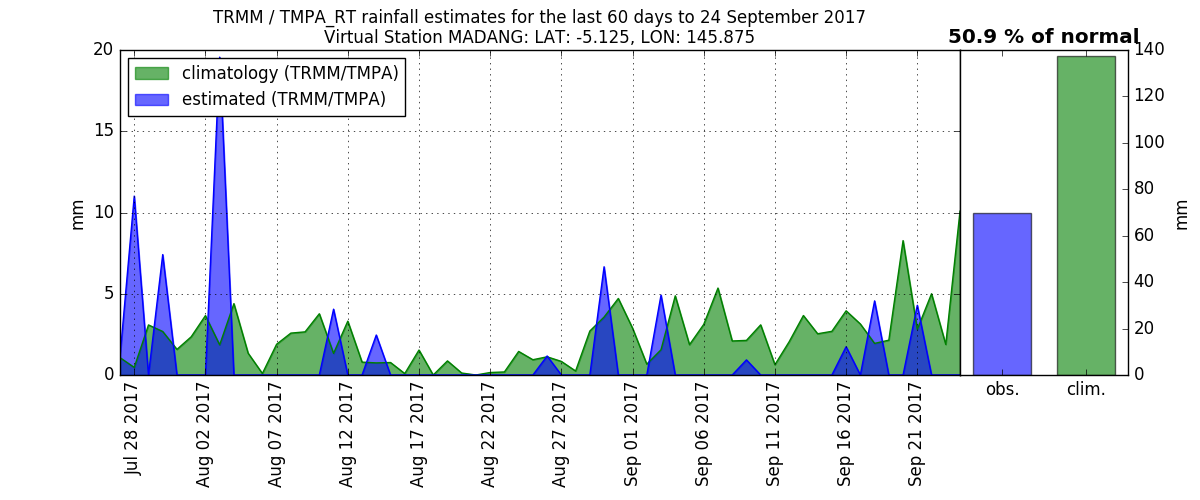 TRMM / TMPA_RT rainfall estimates for the last 60 days to 24 September 2017
Virtual Station MADANG: LAT: -5.125, LON: 145.875
50.9 % of normal
climatology (TRMM/TMPA)
estimated (TRMM/TMPA)
mm
20
15
10
5
0
Jul 28 2017
Aug 02 2017
Aug 07 2017
Aug 12 2017
Aug 17 2017
Aug 22 2017
Aug 27 2017
Sep 01 2017
Sep 06 2017
Sep 11 2017
Sep 16 2017
Sep 21 2017
obs.
clim.
140
120
100
80
60
40
20
0
mm